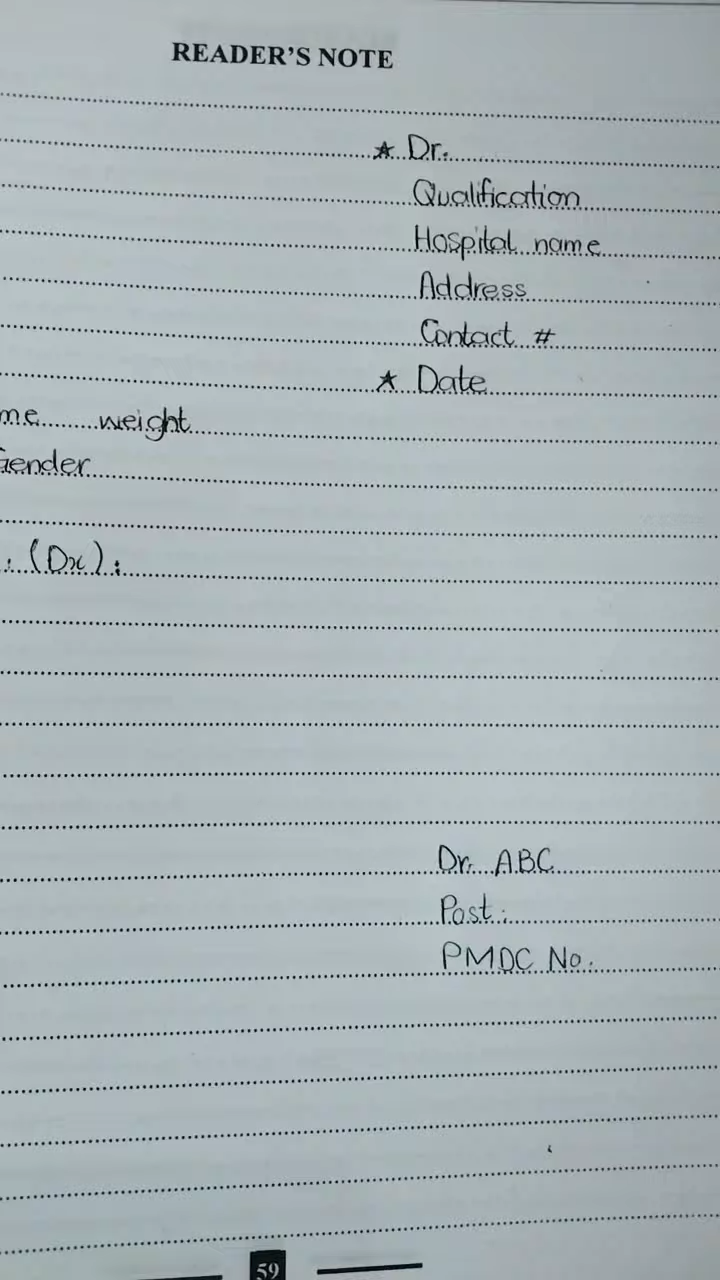 READER'S NOTE
★ Dr.
Qualification
Hospital name
Address
Contact #
★ Date
me weight
Gender
: (Dx):
Dr. ABC
Post:
PMDC No.
59